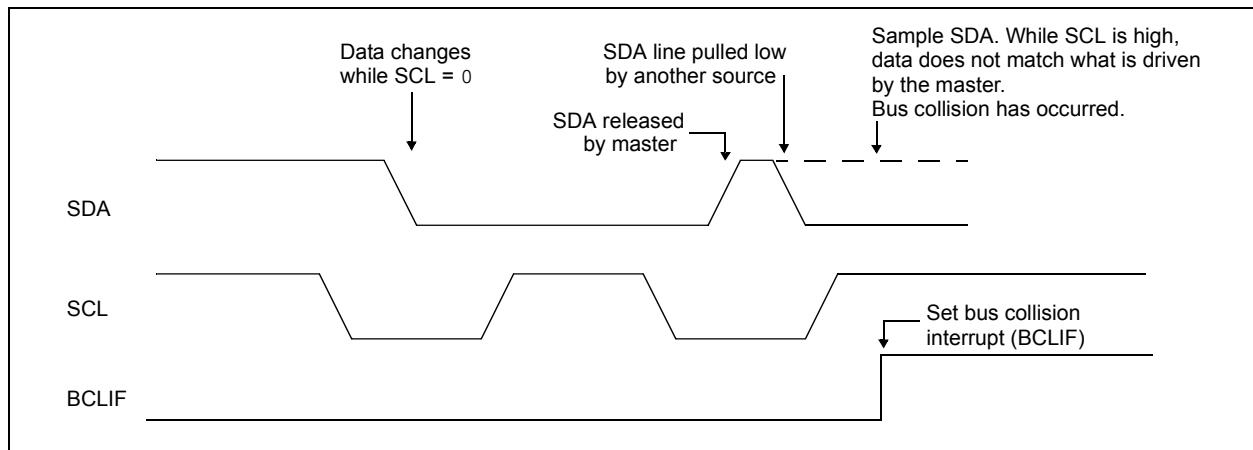 Data changes
while SCL = 0
SDA line pulled low
by another source
Sample SDA. While SCL is high,
data does not match what is driven
by the master.
Bus collision has occurred.
SDA released
by master
SDA
SCL
Set bus collision
interrupt (BCLIF)
BCLIF